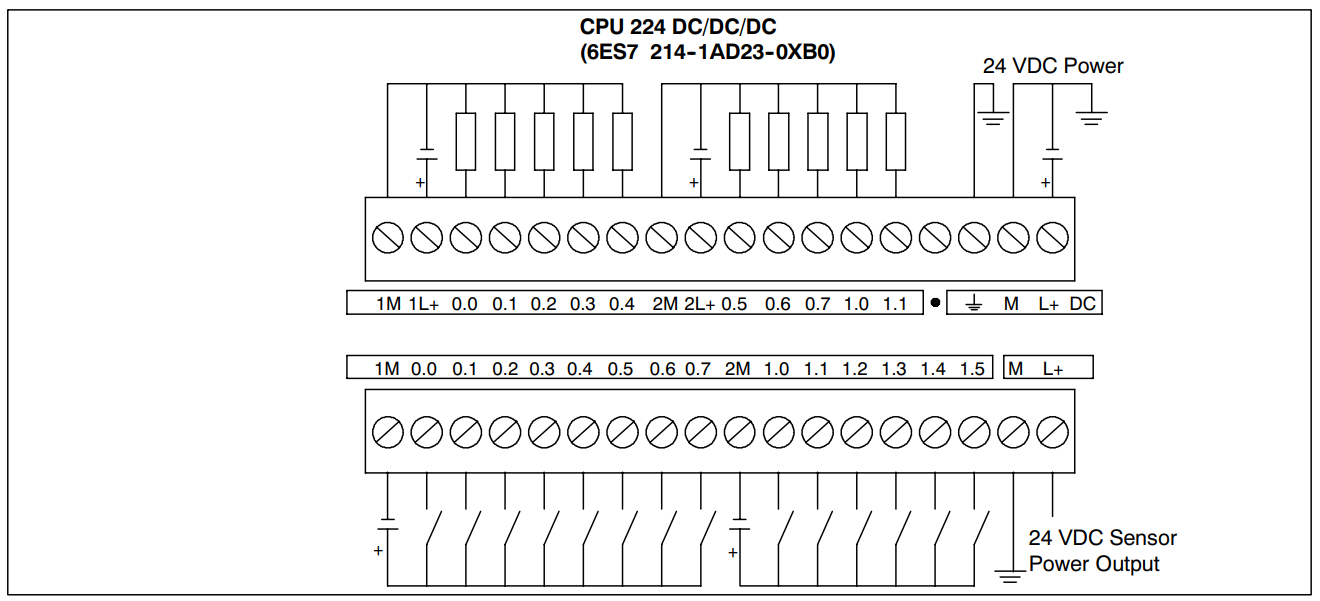 CPU 224 DC/DC/DC
(6ES7 214-1AD23-0XB0)
24 VDC Power
+ + +
1M 1L+ 0.0 0.1 0.2 0.3 0.4 2M 2L+ 0.5 0.6 0.7 1.0 1.1 ● ⏚ M L+ DC
1M 0.0 0.1 0.2 0.3 0.4 0.5 0.6 0.7 2M 1.0 1.1 1.2 1.3 1.4 1.5 M L+
+ +
24 VDC Sensor
Power Output